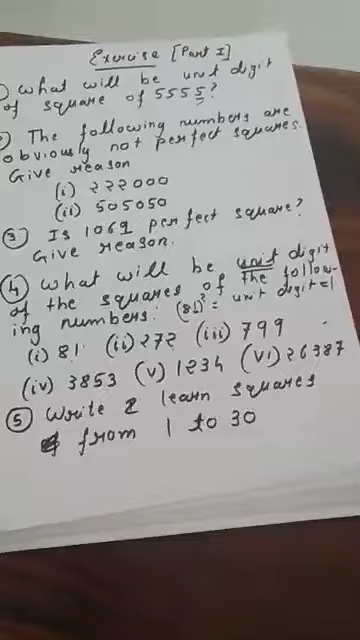 Exercise [Part I]
1) What will be unit digit
of square of 5555?
2) The following numbers are
obviously not perfect squares.
Give reason
(i) 222000
(ii) 505050
3 Is 1069 perfect square?
Give reason.
4 What will be unit digit
of the squares of the follow-
ing numbers. (81)² = unit digit=1
(i) 81 (ii) 272 (iii) 799
(iv) 3853 (v) 1234 (vi) 26387
5 Write & learn squares
from 1 to 30